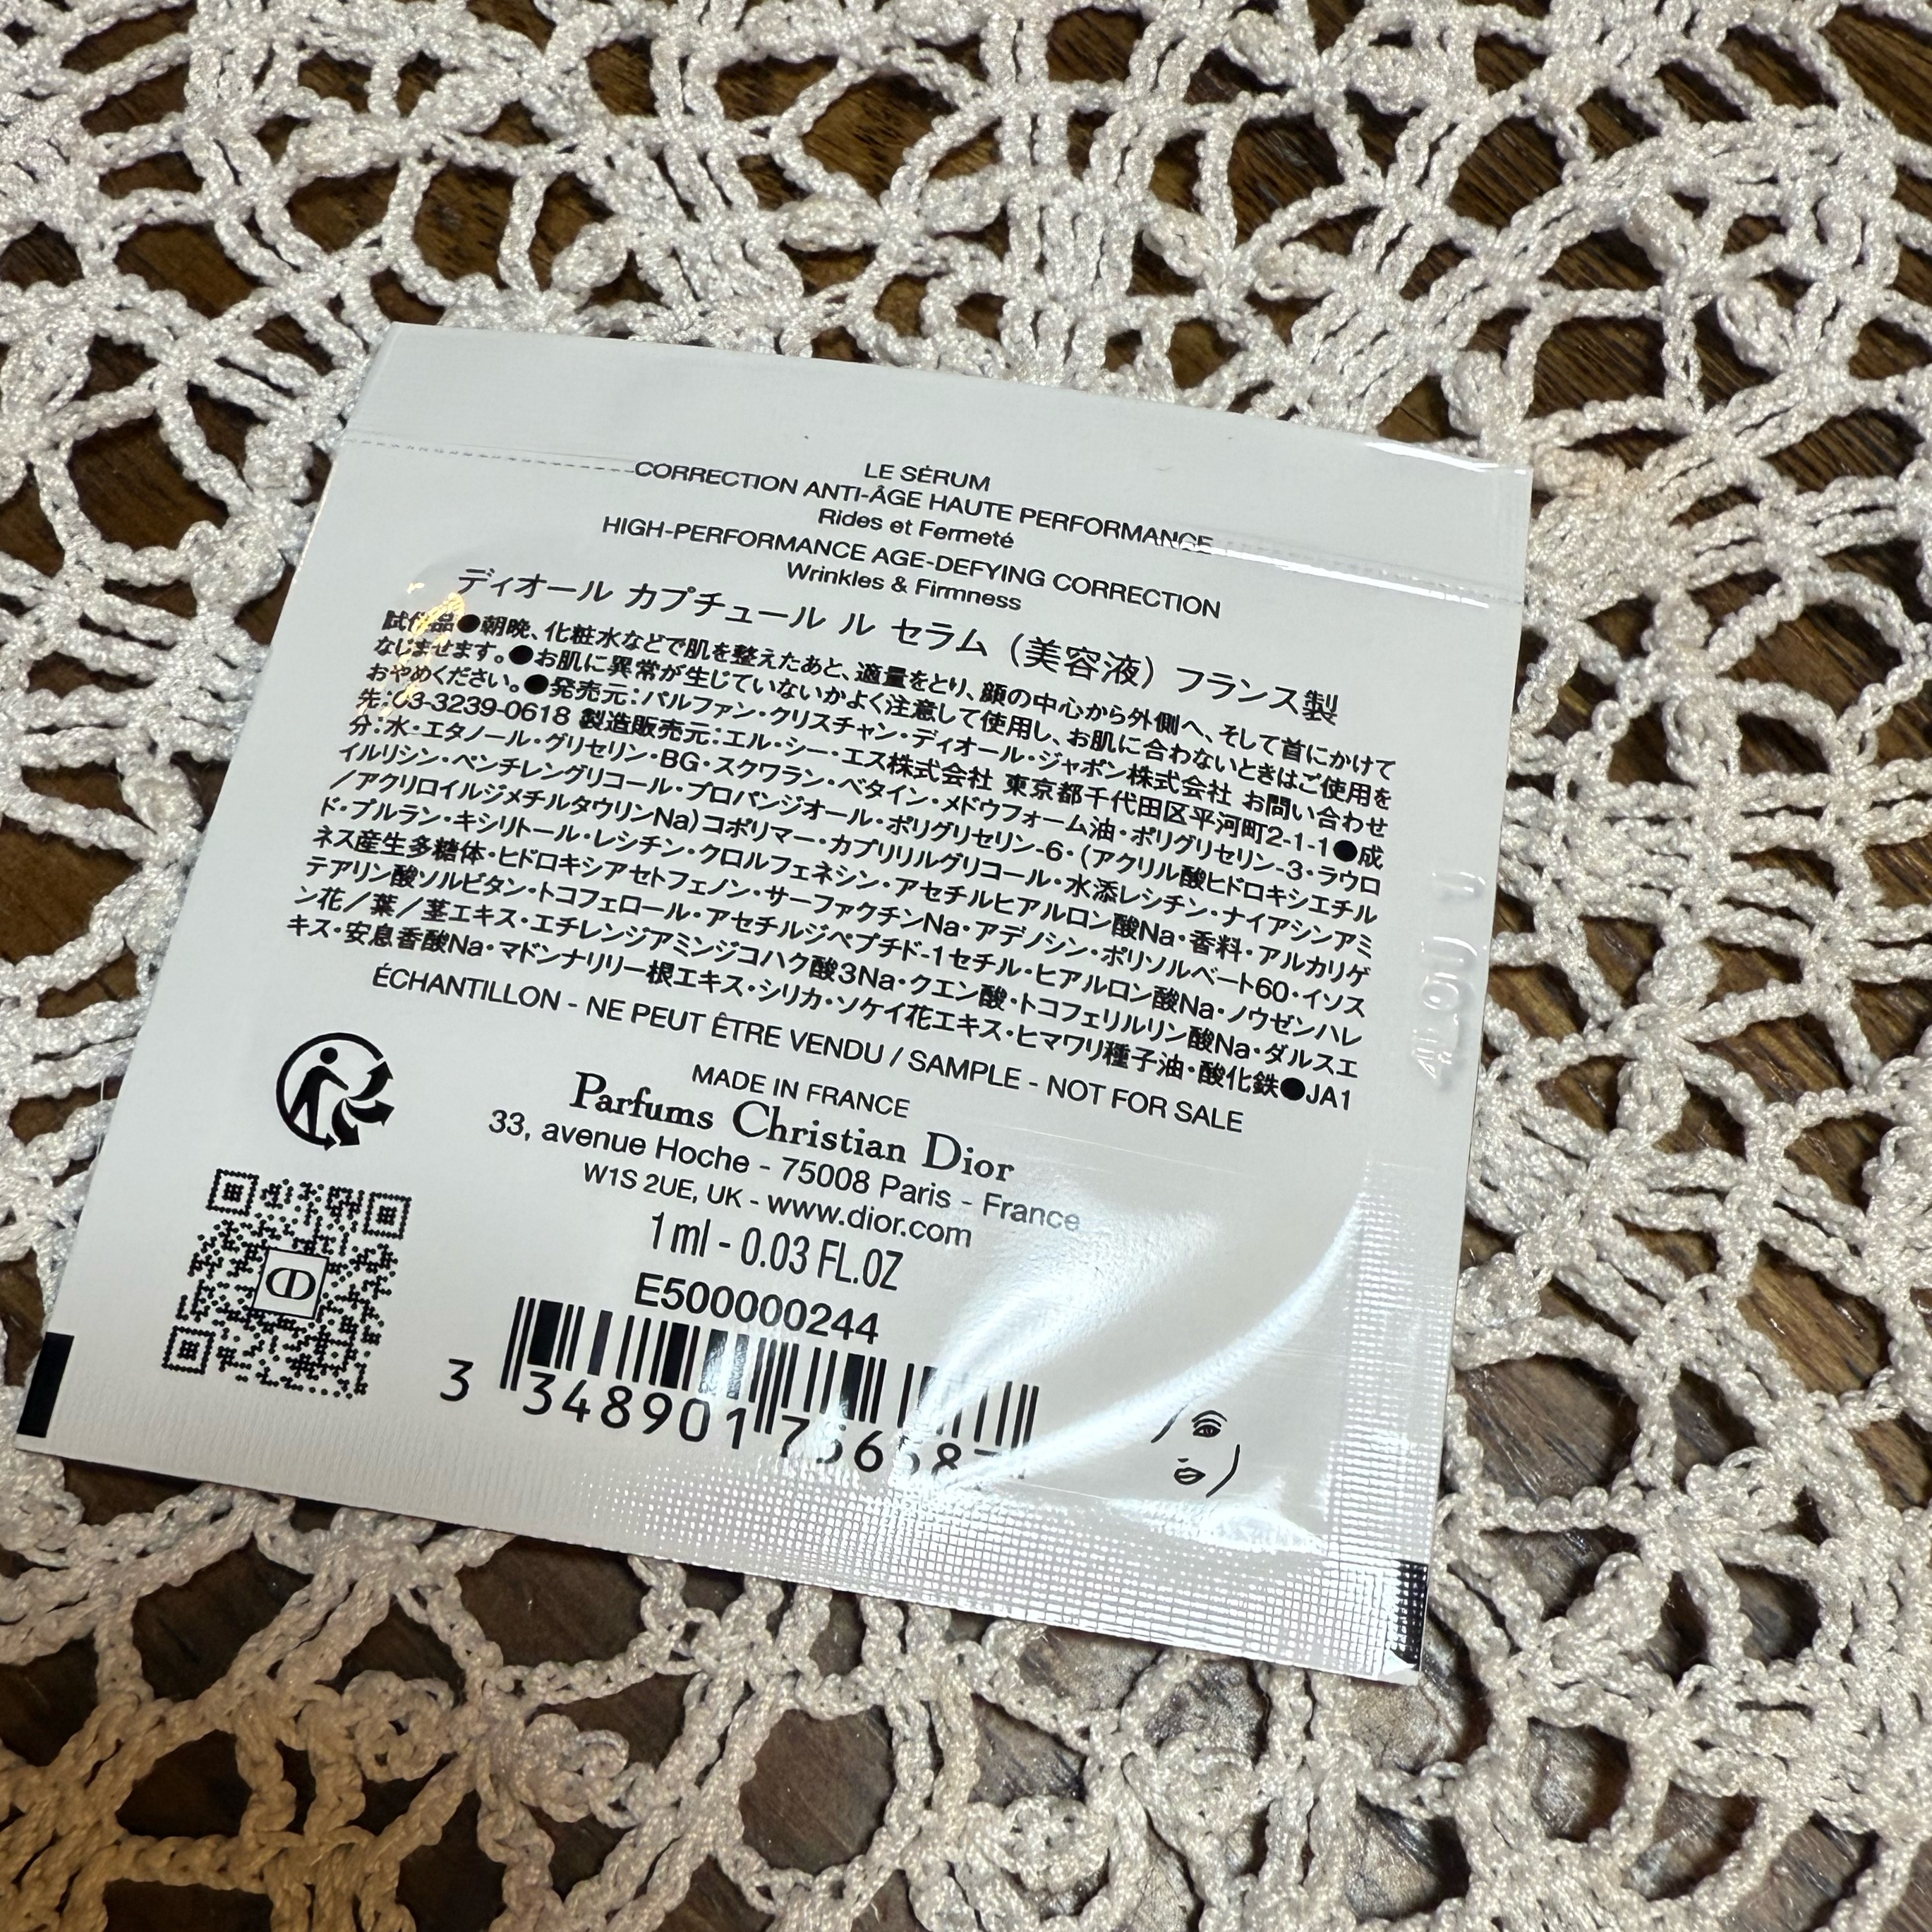 LE SÉRUM
CORRECTION ANTI-ÂGE HAUTE PERFORMANCE
Rides et Fermeté
HIGH-PERFORMANCE AGE-DEFYING CORRECTION
Wrinkles & Firmness
ディオール カプチュール ル セラム（美容液）フランス製
試作品●朝晩、化粧水などで肌を整えたあと、適量をとり、顔の中心から外側へ、そして首にかけて
なじませます。●お肌に異常が生じていないかよく注意して使用し、お肌に合わないときはご使用を
おやめください。●発売元：パルファン・クリスチャン・ディオール・ジャポン株式会社 お問い合わせ
先：03-3239-0618 製造販売元：エル・シー・エス株式会社 東京都千代田区平河町2-1-1●成
分：水・エタノール・グリセリン・BG・スクワラン・ベタイン・メドウフォーム油・ポリグリセリン-3・ラウロ
イルリシン・ペンチレングリコール・プロパンジオール・ポリグリセリン-6・(アクリル酸ヒドロキシエチル
/アクリロイルジメチルタウリンNa)コポリマー・カプリリルグリコール・水添レシチン・ナイアシンアミ
ド・プルラン・キシリトール・レシチン・クロルフェネシン・アセチルヒアルロン酸Na・香料・アルカリゲ
ネス産生多糖体・ヒドロキシアセトフェノン・サーファクチンNa・アデノシン・ポリソルベート60・イソス
テアリン酸ソルビタン・トコフェロール・アセチルジペプチド-1セチル・ヒアルロン酸Na・ノウゼンハレ
ン花/葉/茎エキス・エチレンジアミンジコハク酸3Na・クエン酸・トコフェリルリン酸Na・ダルスエ
キス・安息香酸Na・マドンナリリー根エキス・シリカ・ソケイ花エキス・ヒマワリ種子油・酸化鉄●JA1
ÉCHANTILLON - NE PEUT ÊTRE VENDU / SAMPLE - NOT FOR SALE
MADE IN FRANCE
Parfums Christian Dior
33, avenue Hoche - 75008 Paris - France
W1S 2UE, UK - www.dior.com
1 ml - 0.03 FL.OZ
E500000244
3 348901